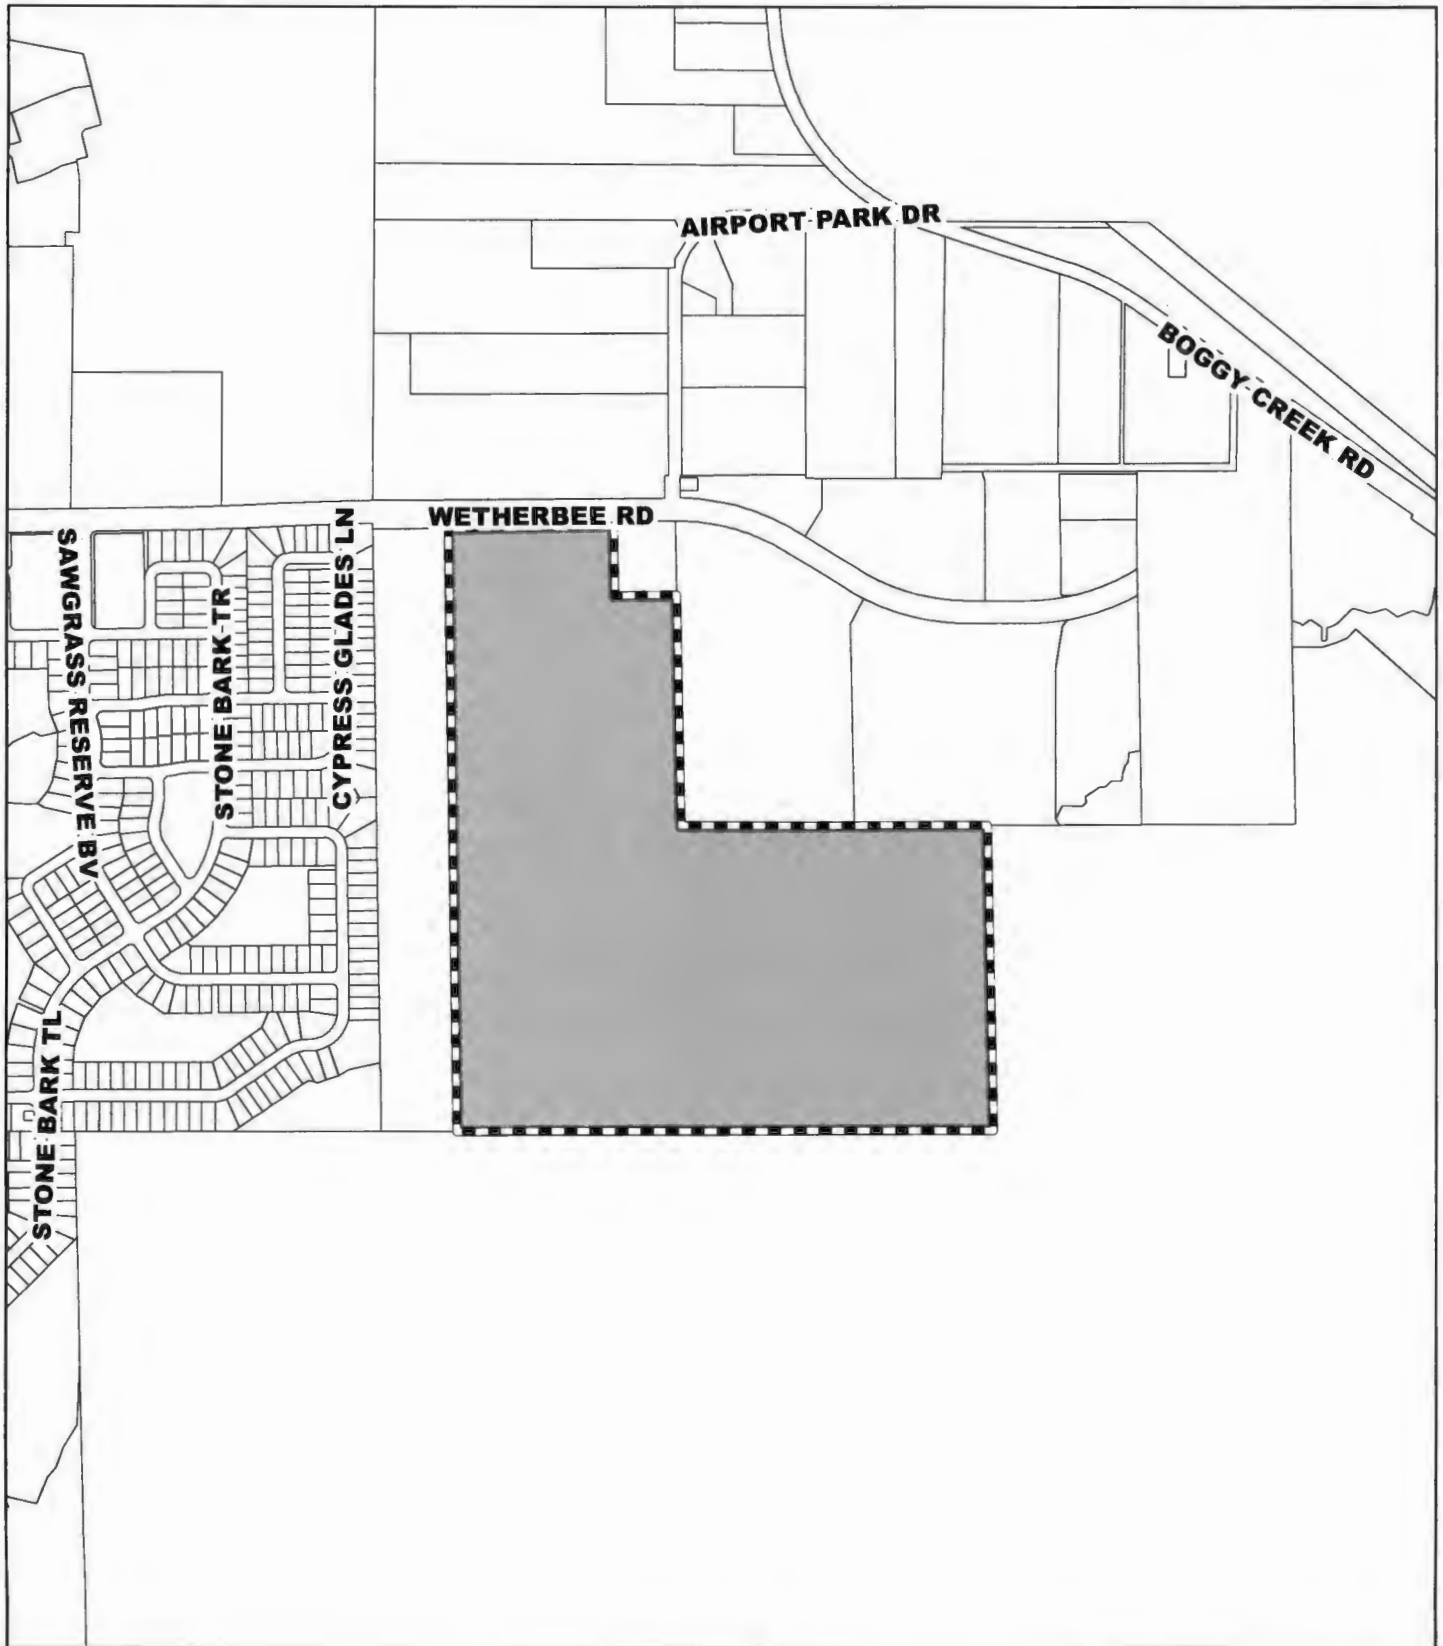 AIRPORT PARK DR
BOGGY CREEK RD
WETHERBEE RD
SAWGRASS RESERVE BV
STONE BARK TR
CYPRESS GLADES LN
STONE BARK TL